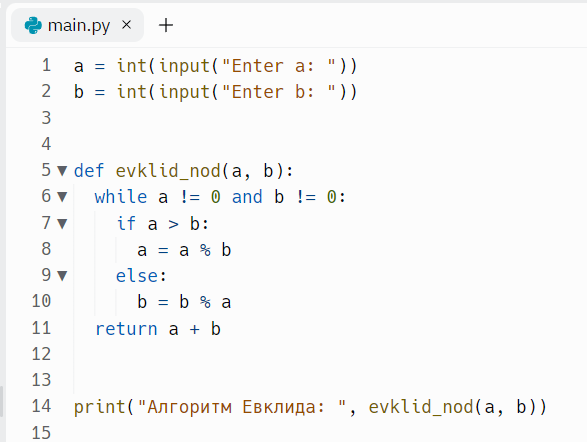 main.py × +
1 a = int(input("Enter a: "))
2 b = int(input("Enter b: "))
3
4
5 def evklid_nod(a, b):
6   while a != 0 and b != 0:
7     if a > b:
8       a = a % b
9     else:
10       b = b % a
11   return a + b
12
13
14 print("Алгоритм Евклида: ", evklid_nod(a, b))
15